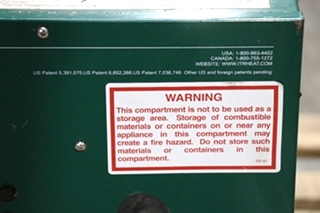 USA: 1-800-993-4402
CANADA: 1-800-755-1272
WEBSITE: WWW.ITRHEAT.COM
US Patent 5,391,075; US Patent 6,652,266; US Patent 7,036,746 Other US and foreign patents pending
WARNING
This compartment is not to be used as a
storage area. Storage of combustible
materials or containers on or near any
appliance in this compartment may
create a fire hazard. Do not store such
materials or containers in this
compartment.